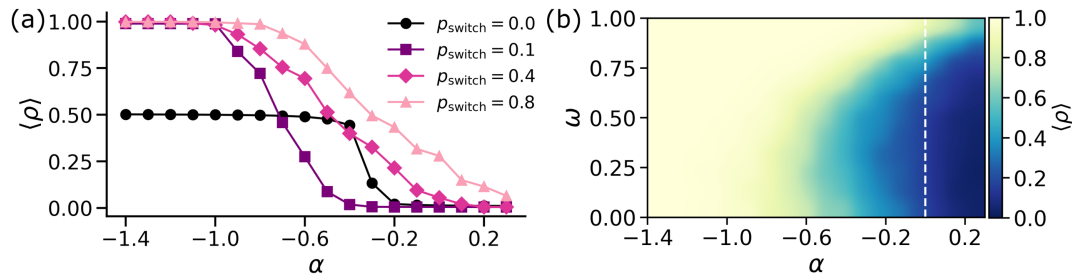 (a)
1.00
0.75
0.50
0.25
0.00
⟨ρ⟩
−1.4
−1.0
−0.6
−0.2
0.2
α
p_switch = 0.0
p_switch = 0.1
p_switch = 0.4
p_switch = 0.8
(b)
1.00
0.75
0.50
0.25
0.00
ω
−1.4
−1.0
−0.6
−0.2
0.2
α
1.0
0.8
0.6
0.4
0.2
0.0
⟨ρ⟩